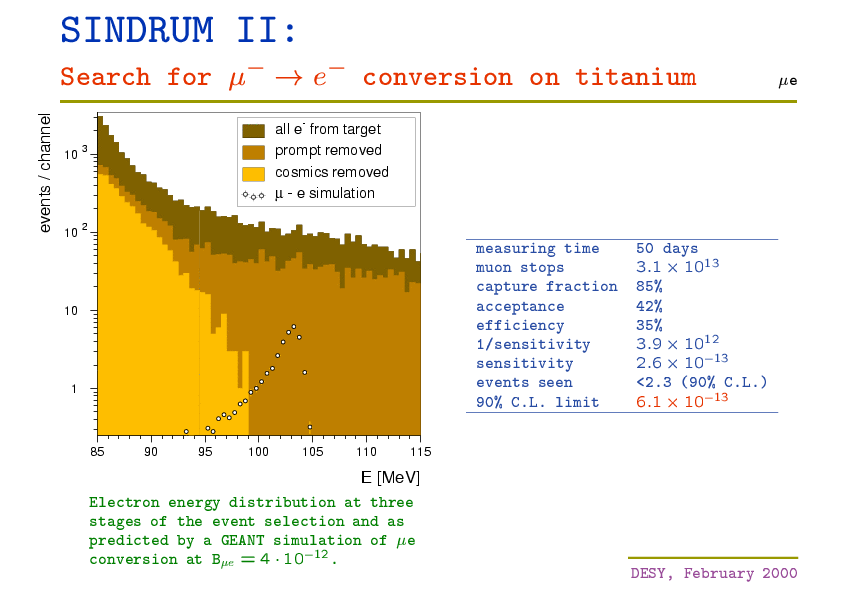 SINDRUM II:
Search for μ⁻ → e⁻ conversion on titanium
μe
events / channel
10³
10²
10
1
all e⁻ from target
prompt removed
cosmics removed
μ - e simulation
85 90 95 100 105 110 115
E [MeV]
Electron energy distribution at three
stages of the event selection and as
predicted by a GEANT simulation of μe
conversion at B_μe = 4 · 10⁻¹².
measuring time 50 days
muon stops 3.1 × 10¹³
capture fraction 85%
acceptance 42%
efficiency 35%
1/sensitivity 3.9 × 10¹²
sensitivity 2.6 × 10⁻¹³
events seen <2.3 (90% C.L.)
90% C.L. limit 6.1 × 10⁻¹³
DESY, February 2000